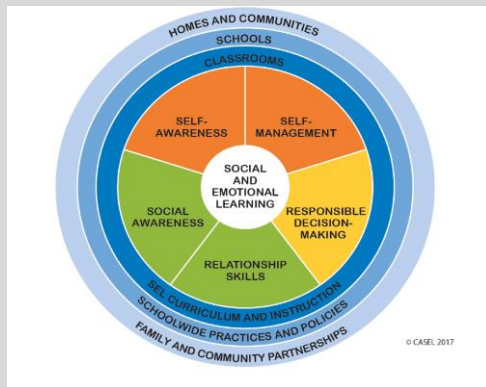 HOMES AND COMMUNITIES
SCHOOLS
CLASSROOMS
SELF-
AWARENESS
SELF-
MANAGEMENT
SOCIAL
AND
EMOTIONAL
LEARNING
SOCIAL
AWARENESS
RESPONSIBLE
DECISION-
MAKING
RELATIONSHIP
SKILLS
SEL CURRICULUM AND INSTRUCTION
SCHOOLWIDE PRACTICES AND POLICIES
FAMILY AND COMMUNITY PARTNERSHIPS
© CASEL 2017